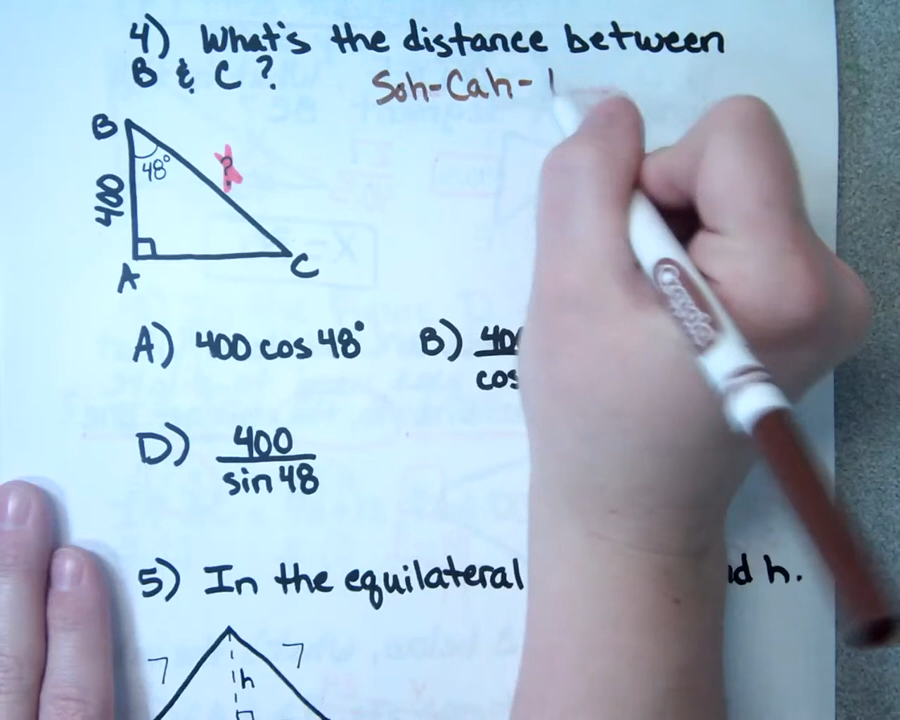 4) What's the distance between
B & C ?
Soh-Cah-
B
48°
?
400
A
C
A) 400 cos 48°
B)
cos
D) 400
sin 48
5) In the equilateral
h.
7
7
h